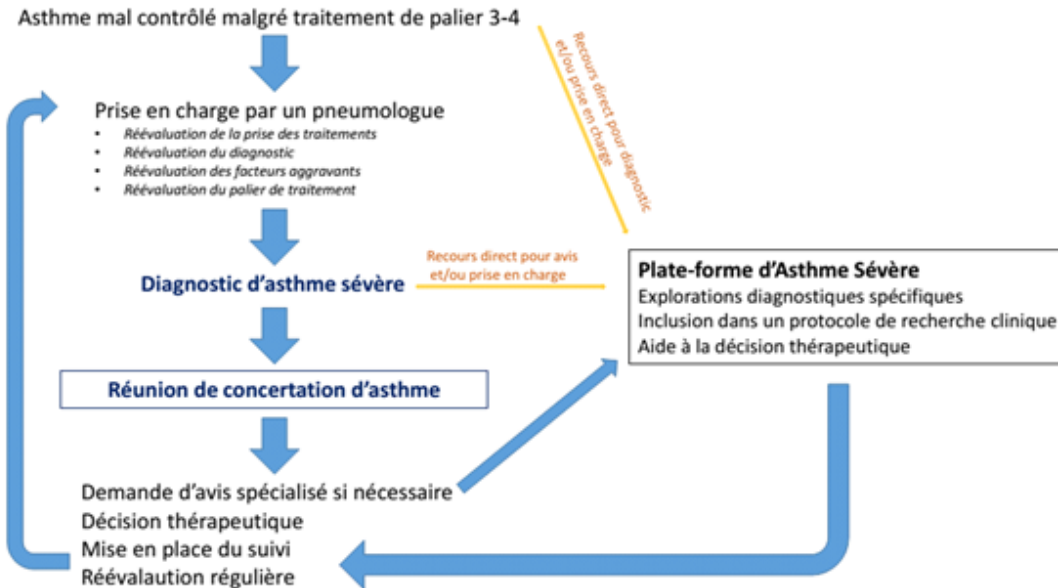 Asthme mal contrôlé malgré traitement de palier 3-4
Recours direct pour diagnostic
et/ou prise en charge
Prise en charge par un pneumologue
• Réévaluation de la prise des traitements
• Réévaluation du diagnostic
• Réévaluation des facteurs aggravants
• Réévaluation du palier de traitement
Diagnostic d'asthme sévère
Recours direct pour avis
et/ou prise en charge
Plate-forme d'Asthme Sévère
Explorations diagnostiques spécifiques
Inclusion dans un protocole de recherche clinique
Aide à la décision thérapeutique
Réunion de concertation d'asthme
Demande d'avis spécialisé si nécessaire
Décision thérapeutique
Mise en place du suivi
Réévalaution régulière